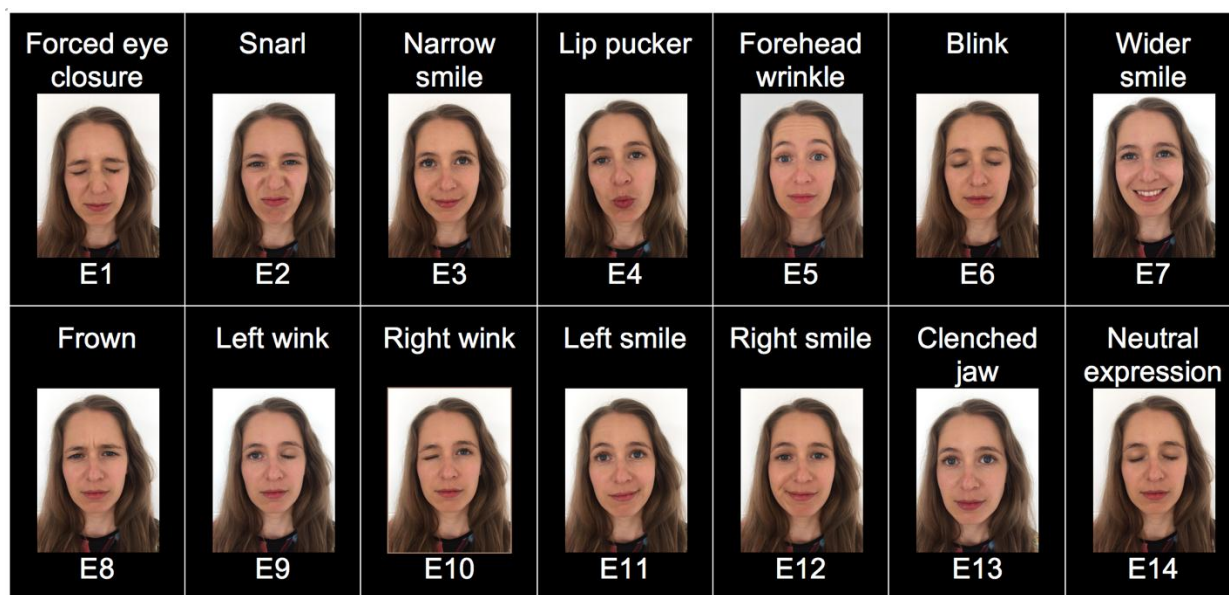 Forced eye
closure
Snarl
Narrow
smile
Lip pucker
Forehead
wrinkle
Blink
Wider
smile
E1
E2
E3
E4
E5
E6
E7
Frown
Left wink
Right wink
Left smile
Right smile
Clenched
jaw
Neutral
expression
E8
E9
E10
E11
E12
E13
E14